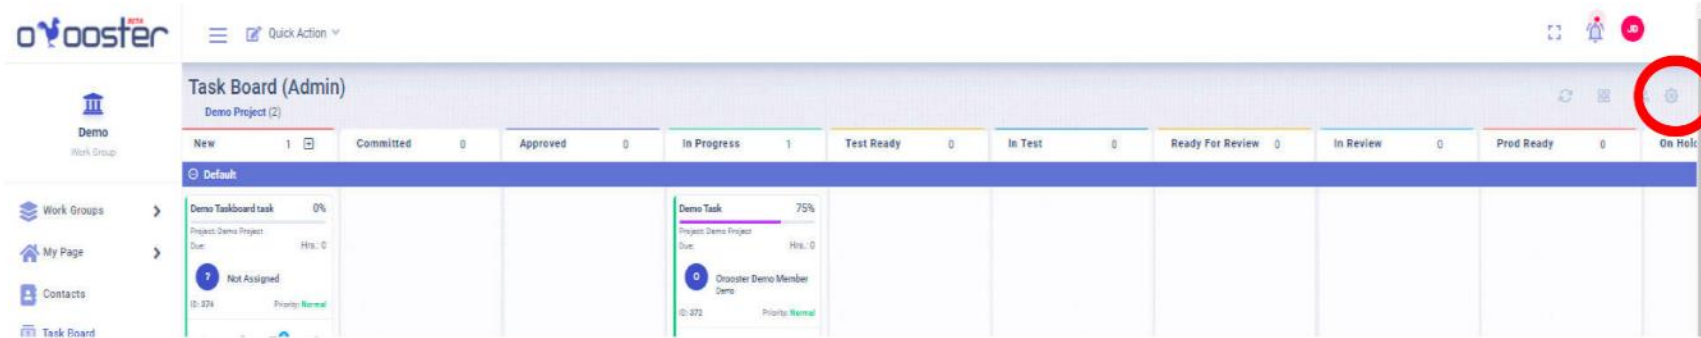 orooster BETA
Quick Action
JD
Demo
Work Group
Work Groups
My Page
Contacts
Task Board
Task Board (Admin)
Demo Project (2)
New 1
Committed 0
Approved 0
In Progress 1
Test Ready 0
In Test 0
Ready For Review 0
In Review 0
Prod Ready 0
On Hold
Default
Demo Taskboard task 0%
Project: Demo Project
Due: Hrs.: 0
? Not Assigned
ID: 374 Priority: Normal
Demo Task 75%
Project: Demo Project
Due: Hrs.: 0
O Orooster Demo Member
Demo
ID: 372 Priority: Normal